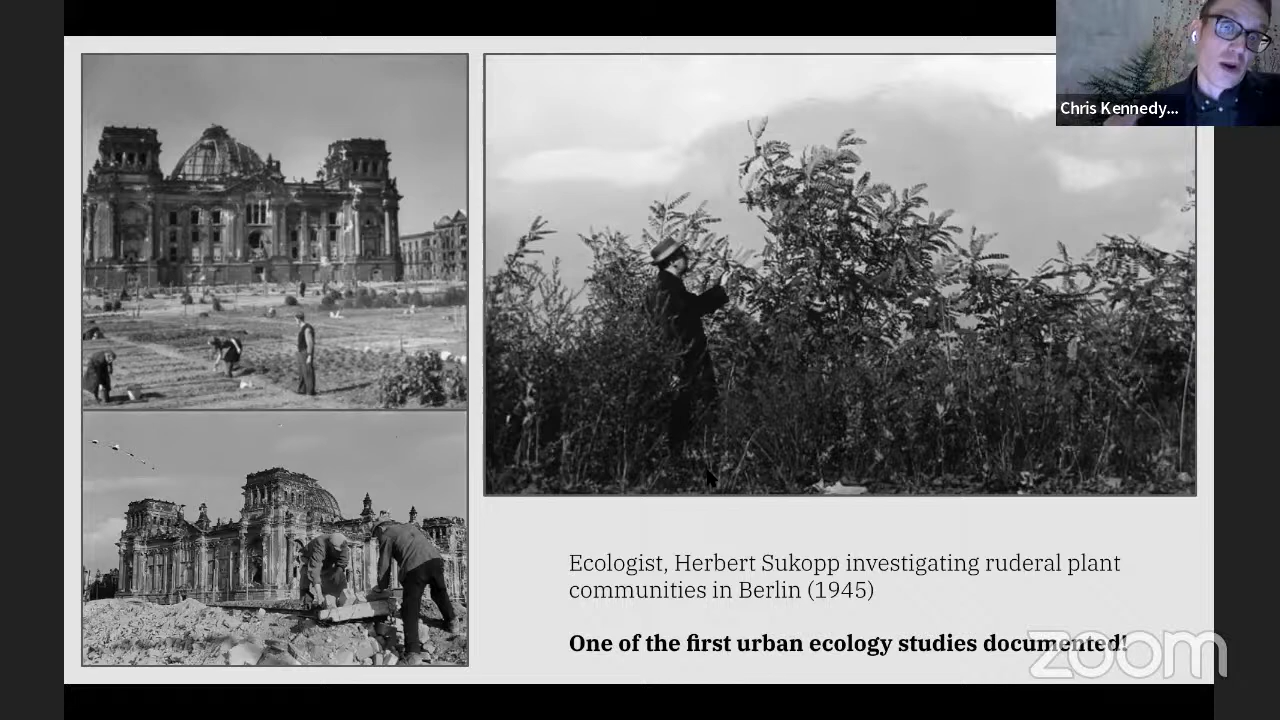 Chris Kennedy...
Ecologist, Herbert Sukopp investigating ruderal plant
communities in Berlin (1945)
One of the first urban ecology studies documented!
zoom